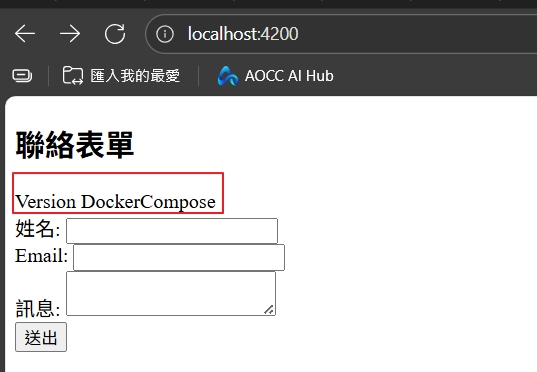 localhost:4200
匯入我的最愛 AOCC AI Hub
聯絡表單
Version DockerCompose
姓名:
Email:
訊息:
送出